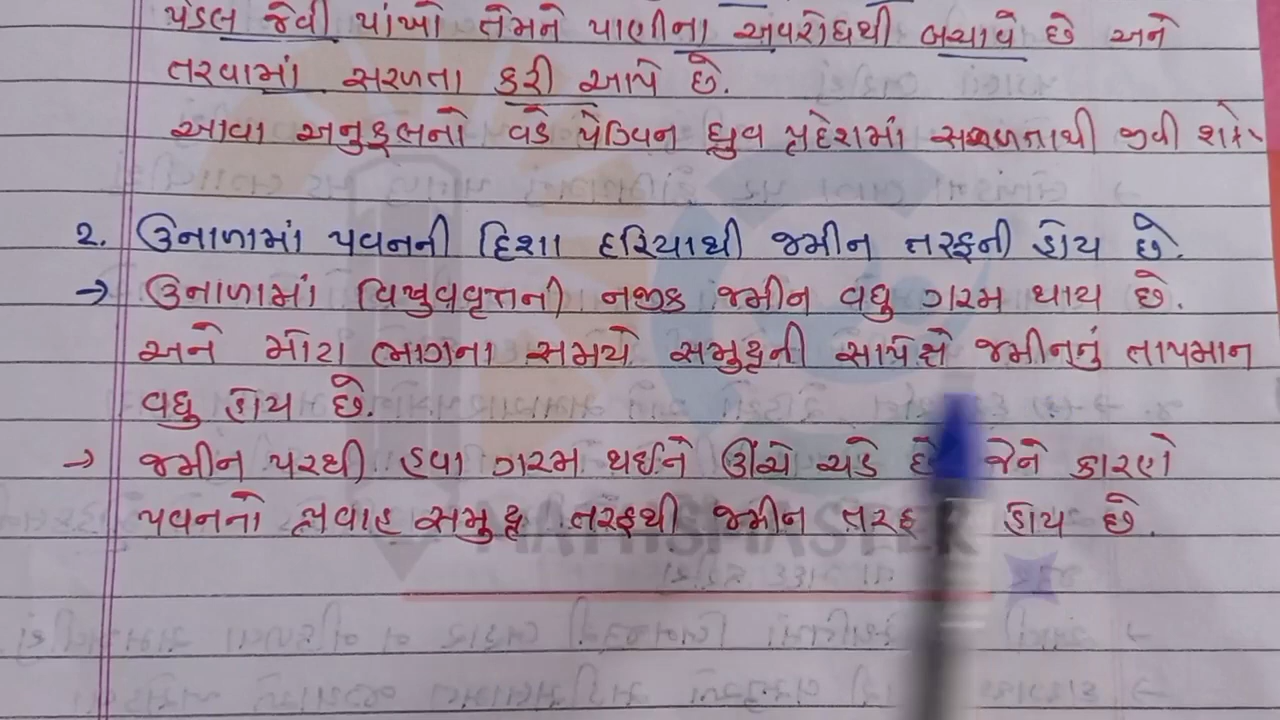 પેડલ જેવી પાંખો તેમને પાણીના અવરોધથી બચાવે છે અને
તરવામાં સરળતા કરી આપે છે.
આવા અનુકૂલનો વડે પેંગ્વિન ધ્રુવ પ્રદેશમાં સરળતાથી જીવી શકે
2. ઉનાળામાં પવનની દિશા દરિયાથી જમીન તરફની હોય છે.
→ ઉનાળામાં વિષુવવૃત્તની નજીક જમીન વધુ ગરમ થાય છે.
અને મોટા ભાગના સમયે સમુદ્રની સાપેક્ષે જમીનનું તાપમાન
વધુ હોય છે.
→ જમીન પરથી હવા ગરમ થઈને ઊંચે ચડે છે જેને કારણે
પવનનો પ્રવાહ સમુદ્ર તરફથી જમીન તરફ હોય છે.